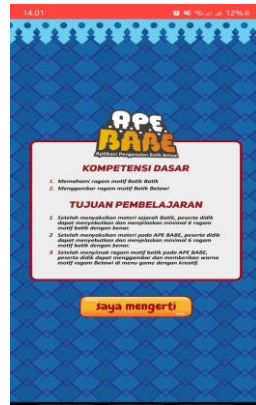 14.01
12%
APE
BABE
Aplikasi Pengenalan Batik Betawi
KOMPETENSI DASAR
1. Memahami ragam motif Batik Batik
2. Menggambar ragam motif Batik Betawi
TUJUAN PEMBELAJARAN
1 Setelah menyaksikan materi sejarah Batik, peserta didik
dapat menyebutkan dan menjelaskan minimal 6 ragam
motif batik dengan benar.
2 Setelah menyaksikan materi pada APE BABE, peserta didik
dapat menyebutkan dan menjelaskan minimal 6 ragam
motif batik dengan benar.
3 Setelah menyimak ragam motif batik pada APE BABE,
peserta didik dapat menggambar dan memberikan warna
motif ragam Betawi di menu game dengan kreatif.
saya mengerti